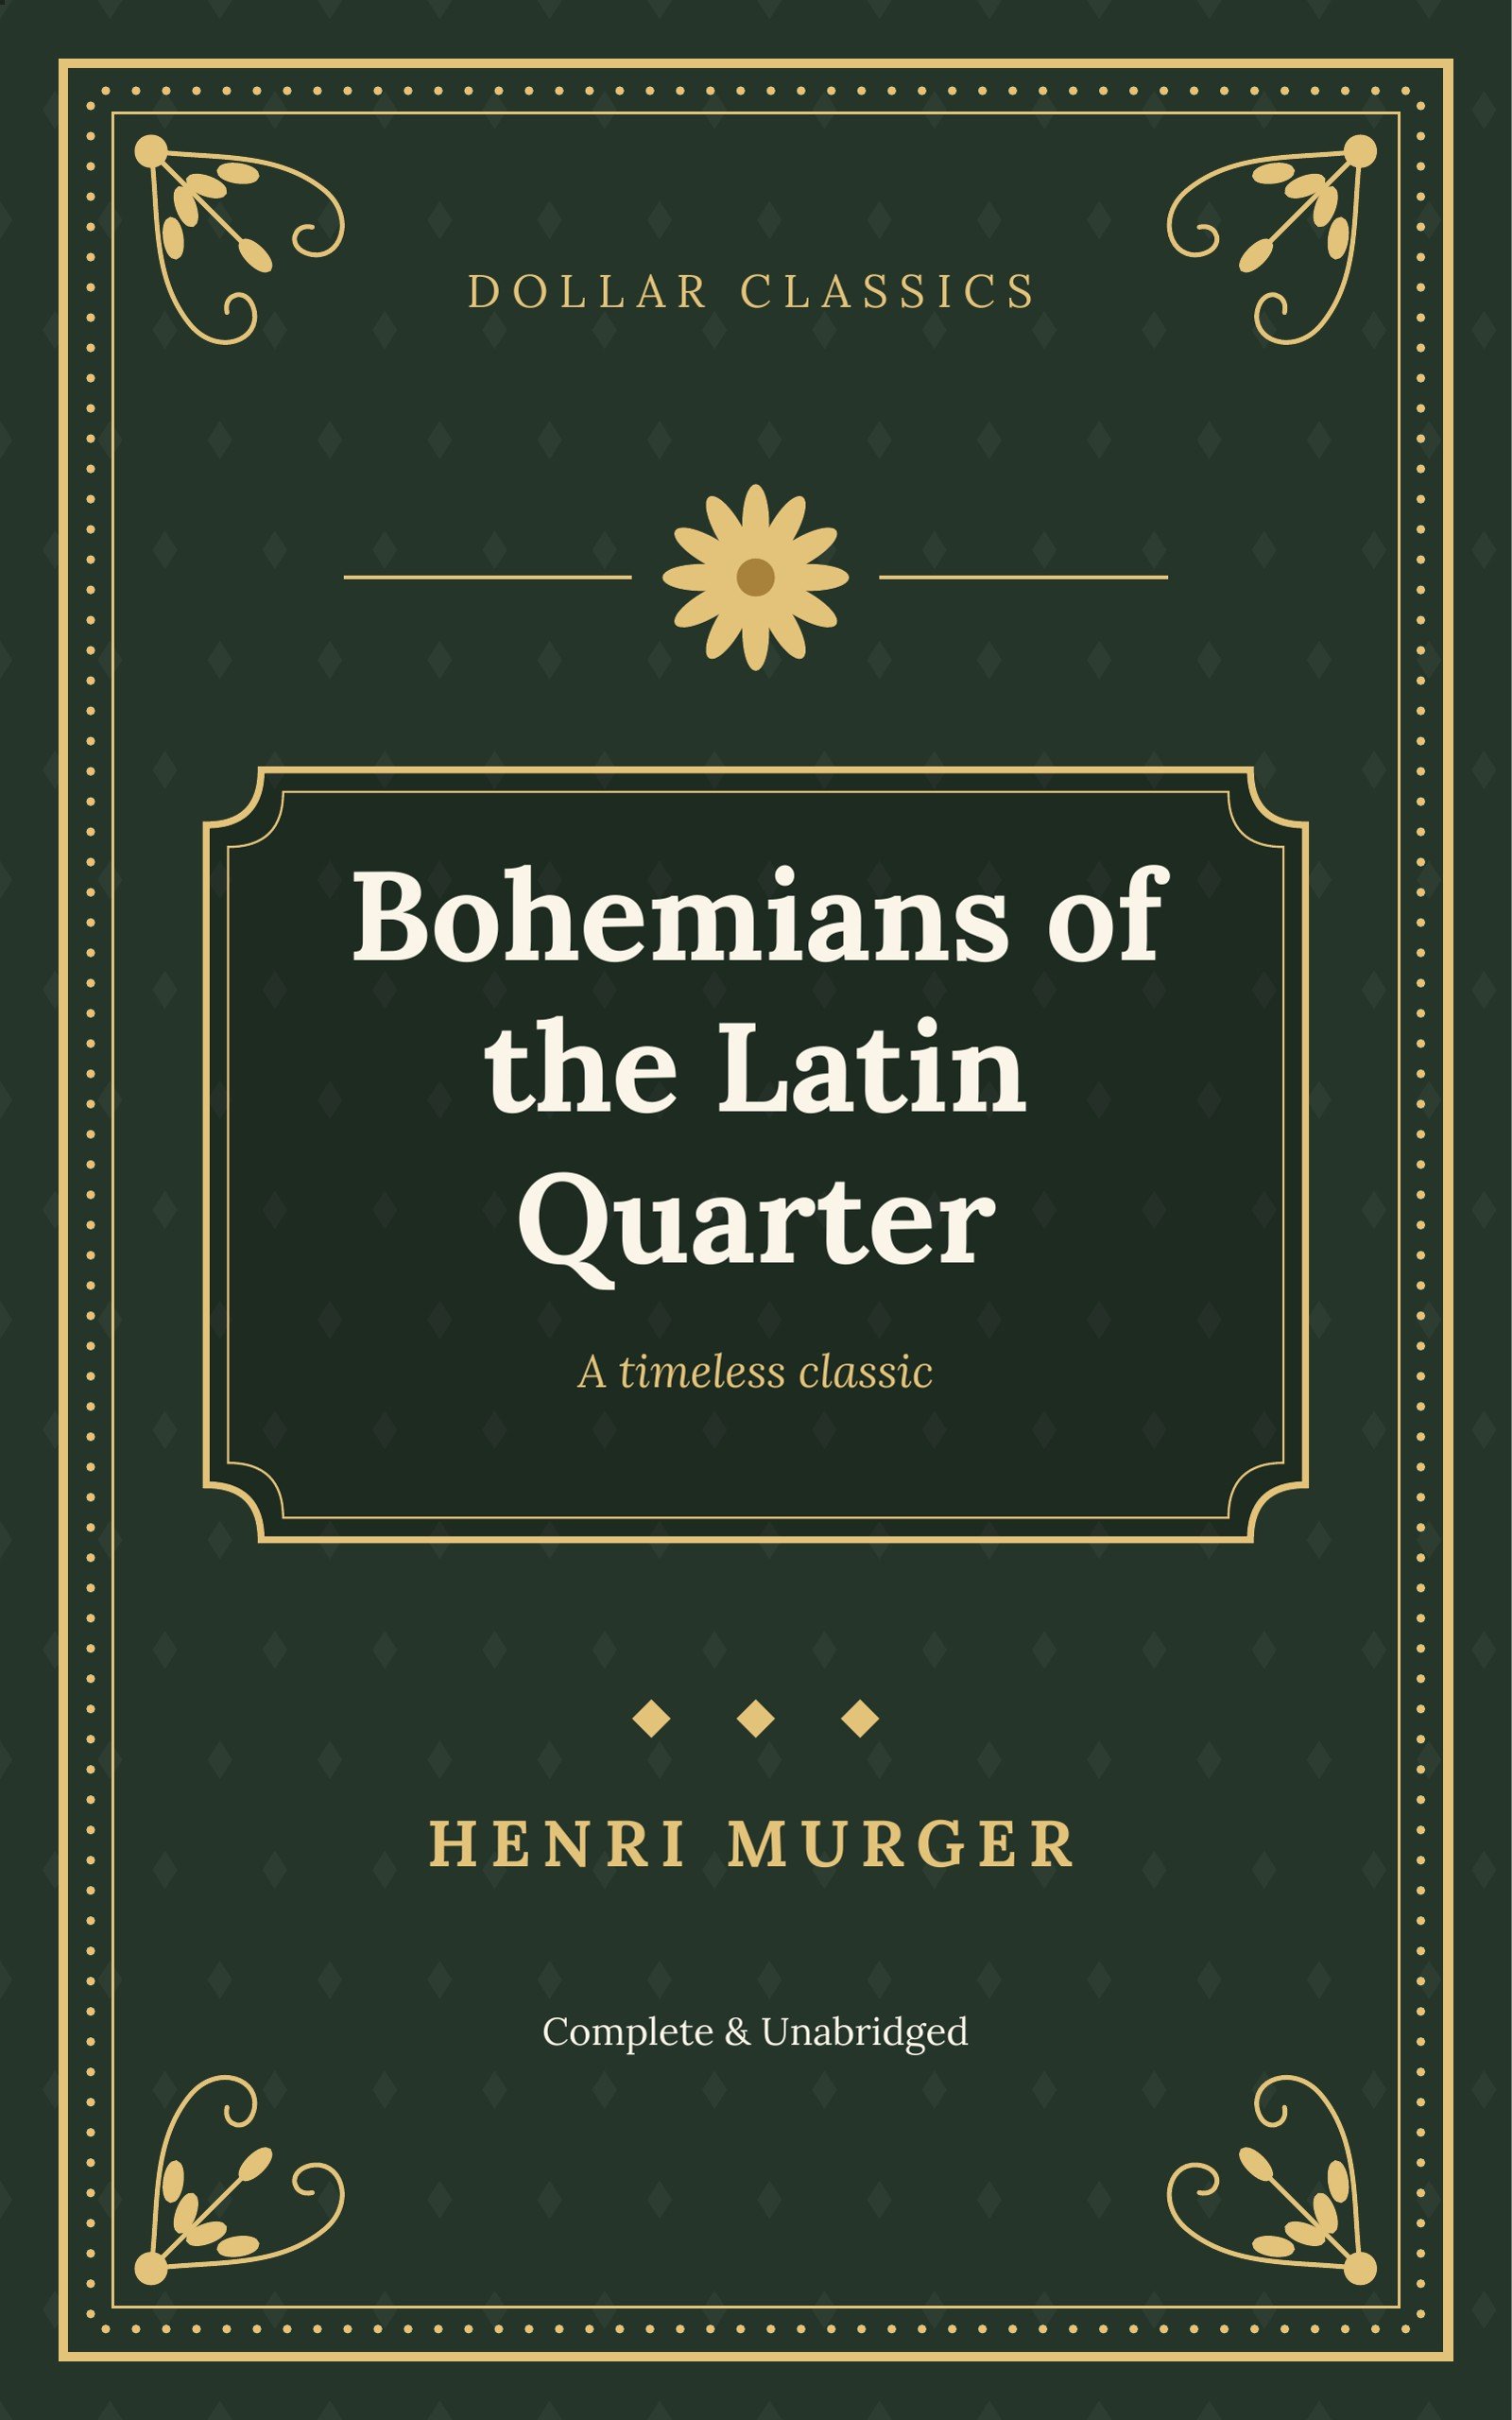 DOLLAR CLASSICS
Bohemians of
the Latin
Quarter
A timeless classic
HENRI MURGER
Complete & Unabridged